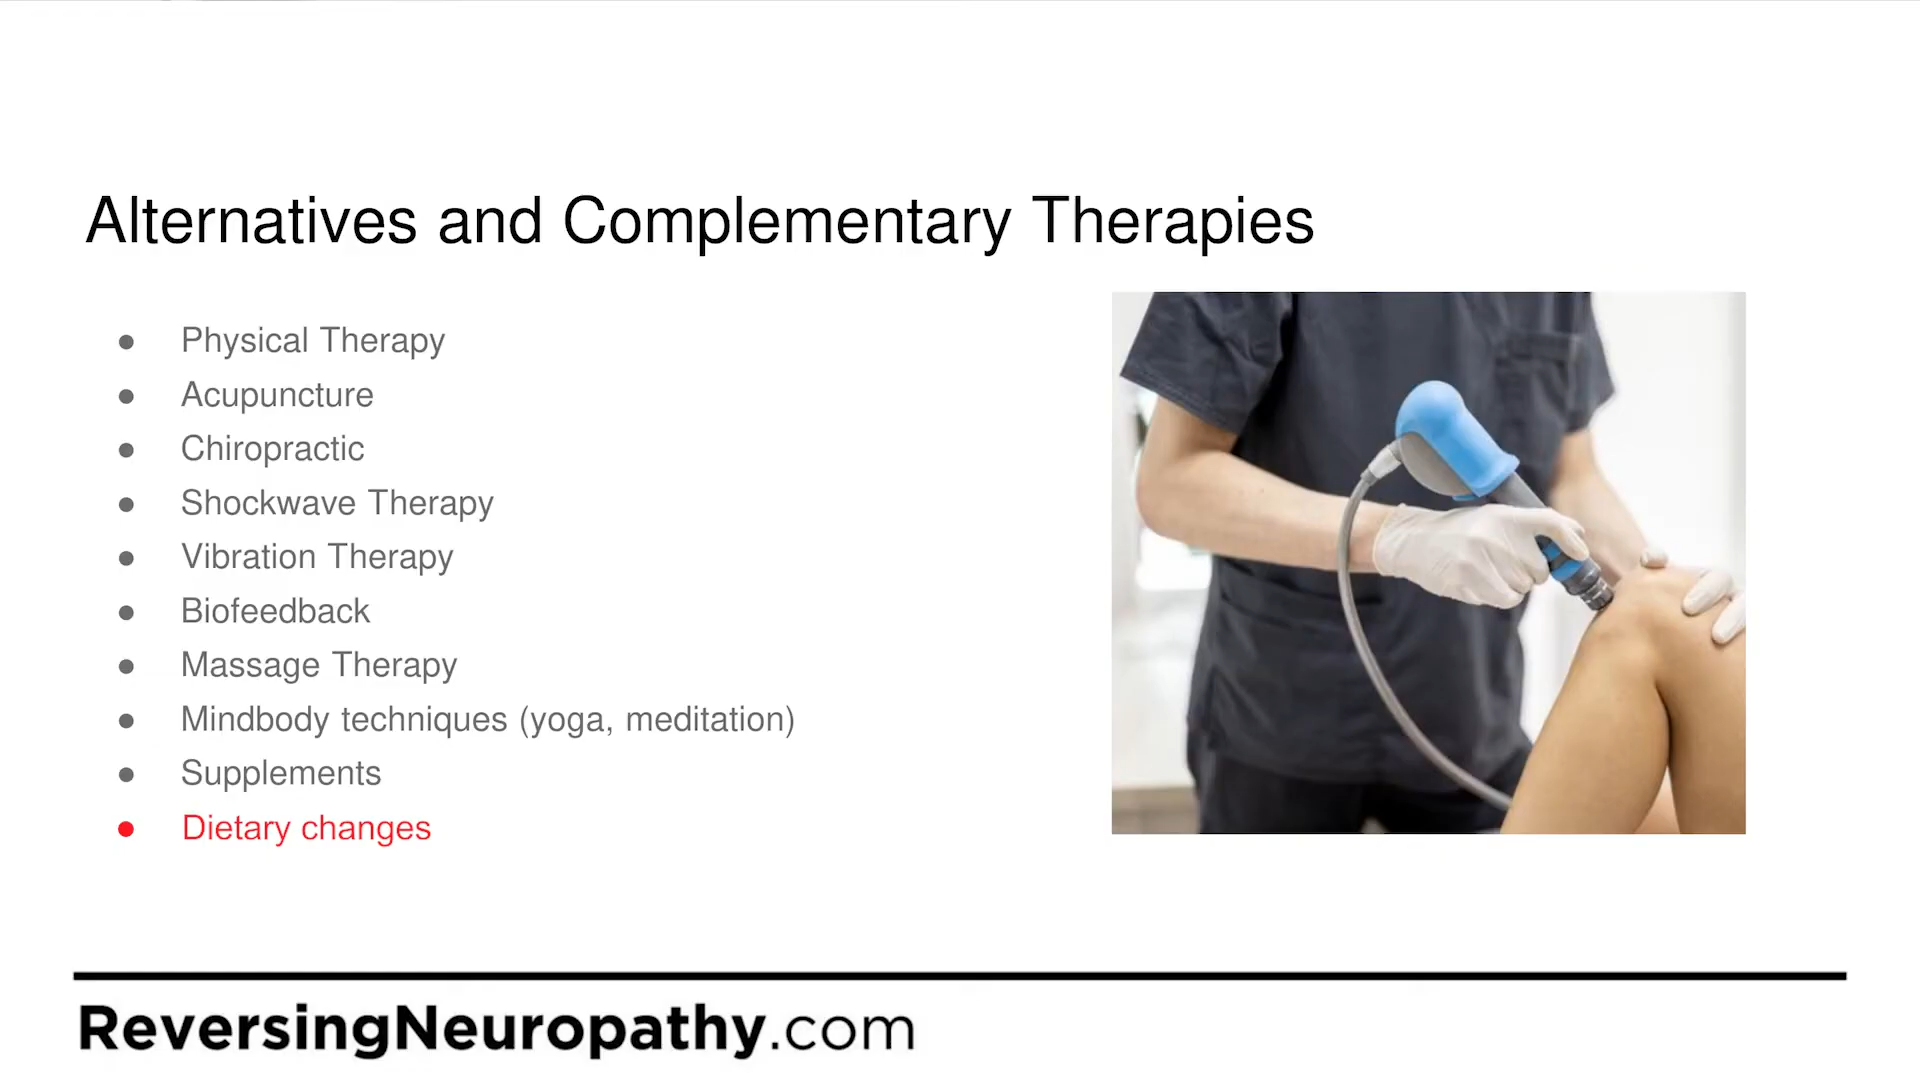 Alternatives and Complementary Therapies
● Physical Therapy
● Acupuncture
● Chiropractic
● Shockwave Therapy
● Vibration Therapy
● Biofeedback
● Massage Therapy
● Mindbody techniques (yoga, meditation)
● Supplements
● Dietary changes
ReversingNeuropathy.com